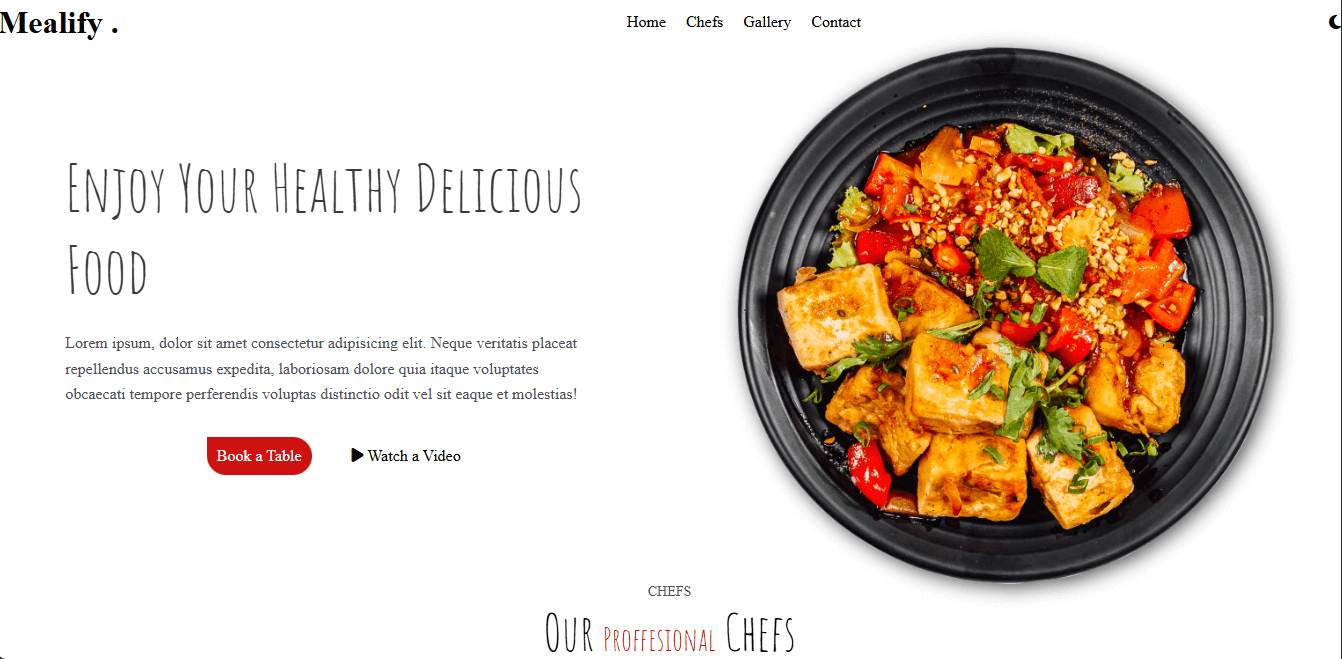 Mealify .
Home Chefs Gallery Contact
Enjoy Your Healthy Delicious
Food
Lorem ipsum, dolor sit amet consectetur adipisicing elit. Neque veritatis placeat
repellendus accusamus expedita, laboriosam dolore quia itaque voluptates
obcaecati tempore perferendis voluptas distinctio odit vel sit eaque et molestias!
Book a Table Watch a Video
CHEFS
Our Proffesional Chefs